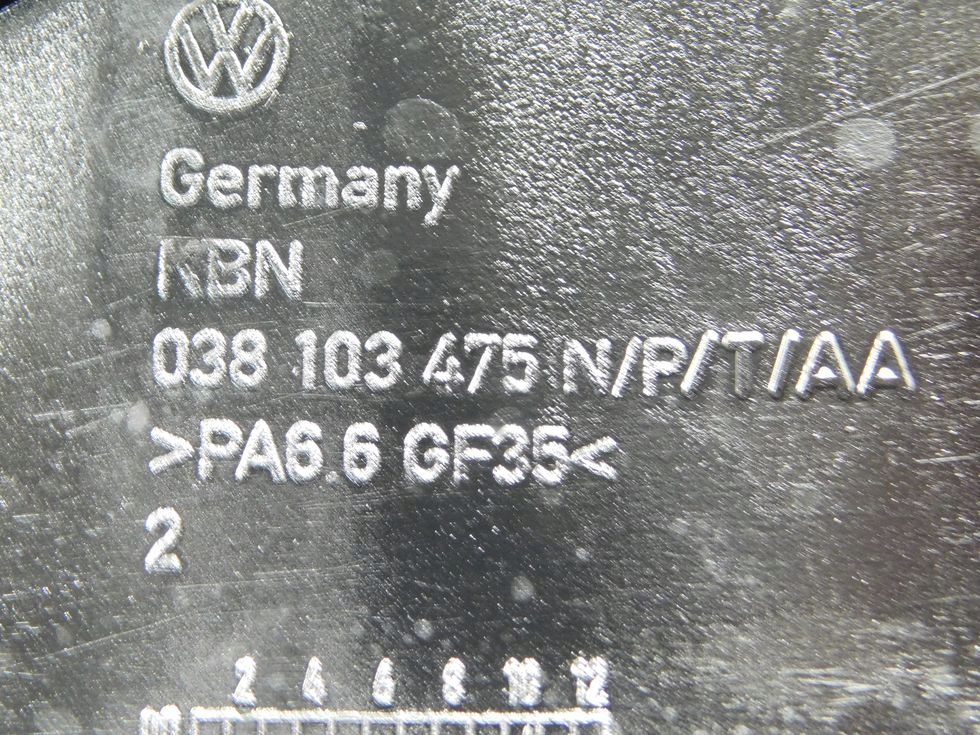 Germany
KBN
038 103 475 N/P/T/AA
>PA6.6 GF35<
2
2 4 6 8 10 12